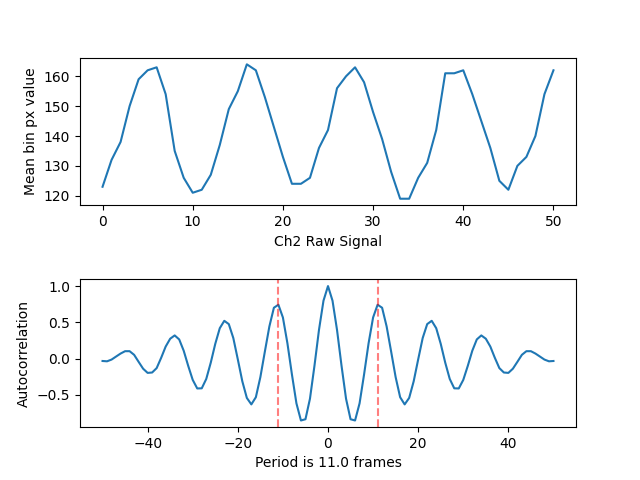 160
150
140
130
120
Mean bin px value
0 10 20 30 40 50
Ch2 Raw Signal
1.0
0.5
0.0
−0.5
Autocorrelation
−40 −20 0 20 40
Period is 11.0 frames